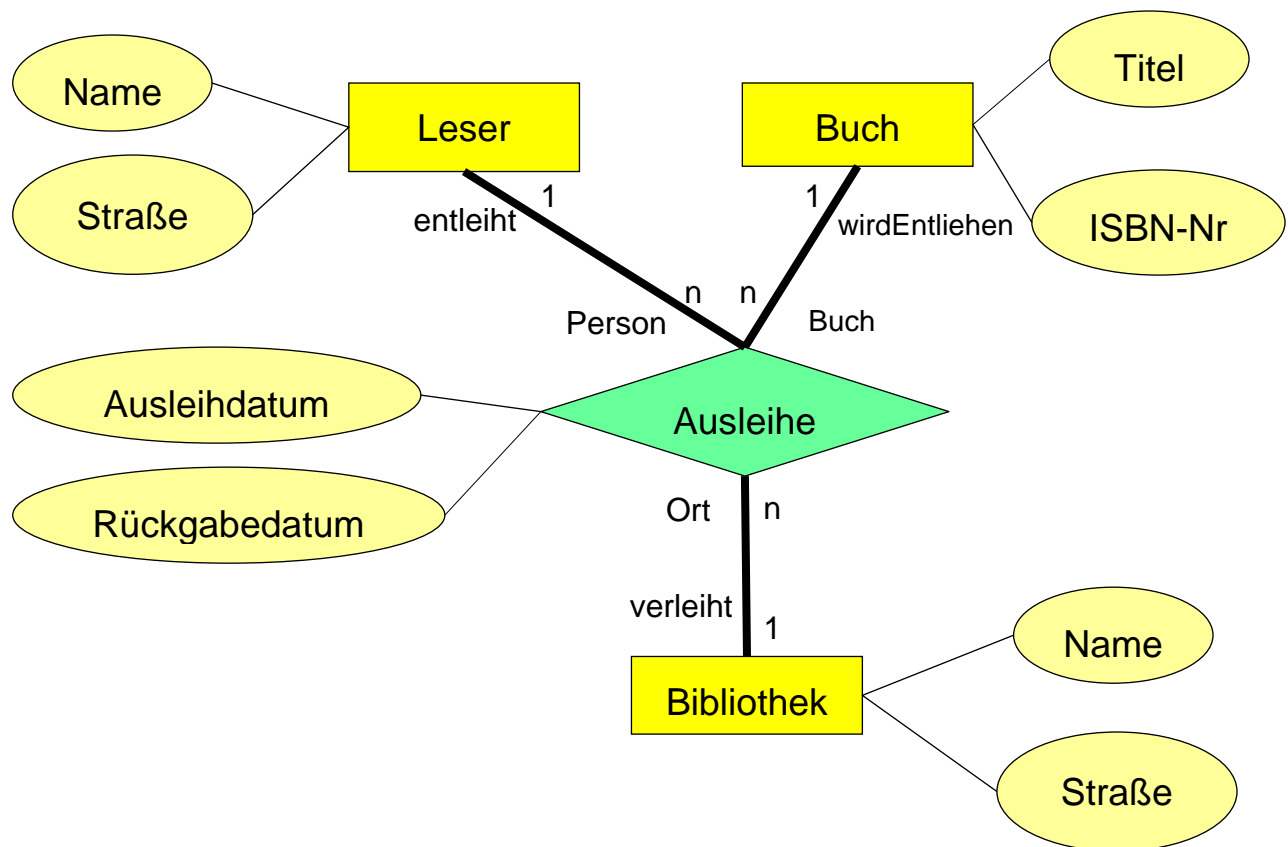 Name
Leser
Buch
Titel
Straße
1
entleiht
1
wirdEntliehen
ISBN-Nr
n
n
Person
Buch
Ausleihdatum
Ausleihe
Rückgabedatum
Ort
n
verleiht
1
Name
Bibliothek
Straße